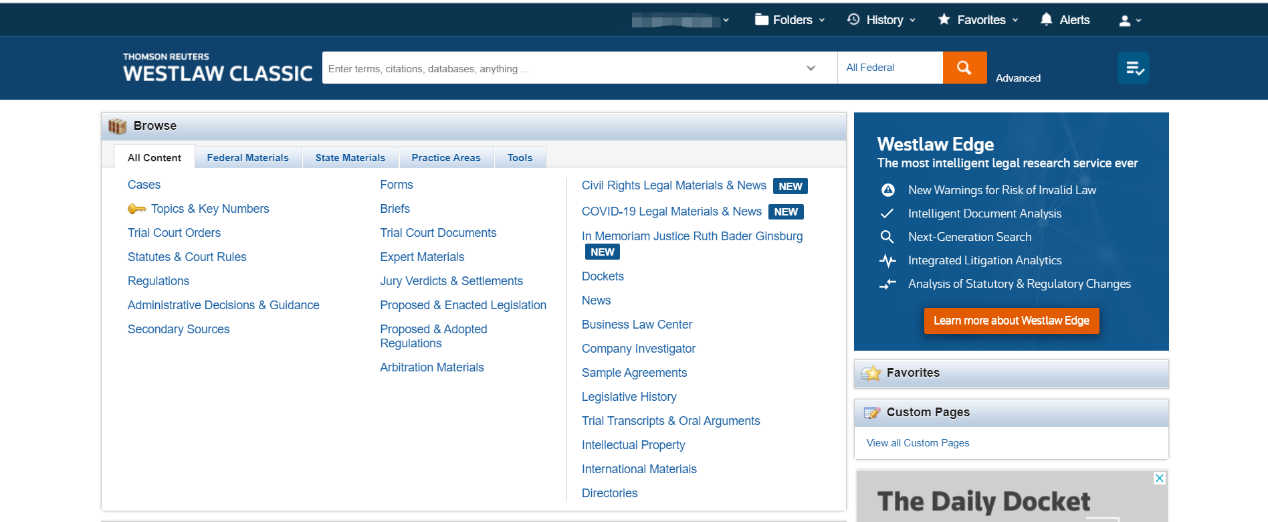 Folders
History
Favorites
Alerts
THOMSON REUTERS
WESTLAW CLASSIC
Enter terms, citations, databases, anything ...
All Federal
Advanced
Browse
All Content
Federal Materials
State Materials
Practice Areas
Tools
Cases
Topics & Key Numbers
Trial Court Orders
Statutes & Court Rules
Regulations
Administrative Decisions & Guidance
Secondary Sources
Forms
Briefs
Trial Court Documents
Expert Materials
Jury Verdicts & Settlements
Proposed & Enacted Legislation
Proposed & Adopted
Regulations
Arbitration Materials
Civil Rights Legal Materials & News NEW
COVID-19 Legal Materials & News NEW
In Memoriam Justice Ruth Bader Ginsburg
NEW
Dockets
News
Business Law Center
Company Investigator
Sample Agreements
Legislative History
Trial Transcripts & Oral Arguments
Intellectual Property
International Materials
Directories
Westlaw Edge
The most intelligent legal research service ever
New Warnings for Risk of Invalid Law
Intelligent Document Analysis
Next-Generation Search
Integrated Litigation Analytics
Analysis of Statutory & Regulatory Changes
Learn more about Westlaw Edge
Favorites
Custom Pages
View all Custom Pages
The Daily Docket